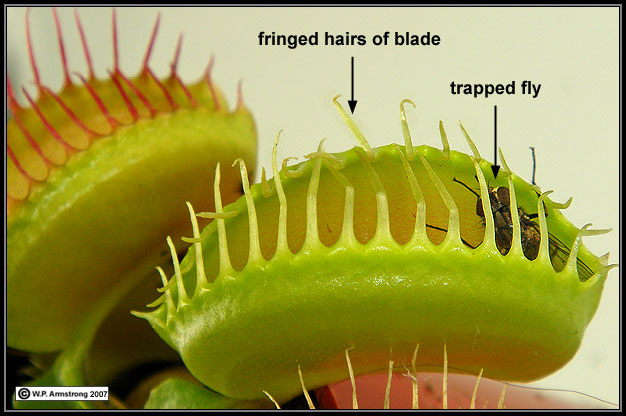 fringed hairs of blade
trapped fly
© W.P. Armstrong 2007